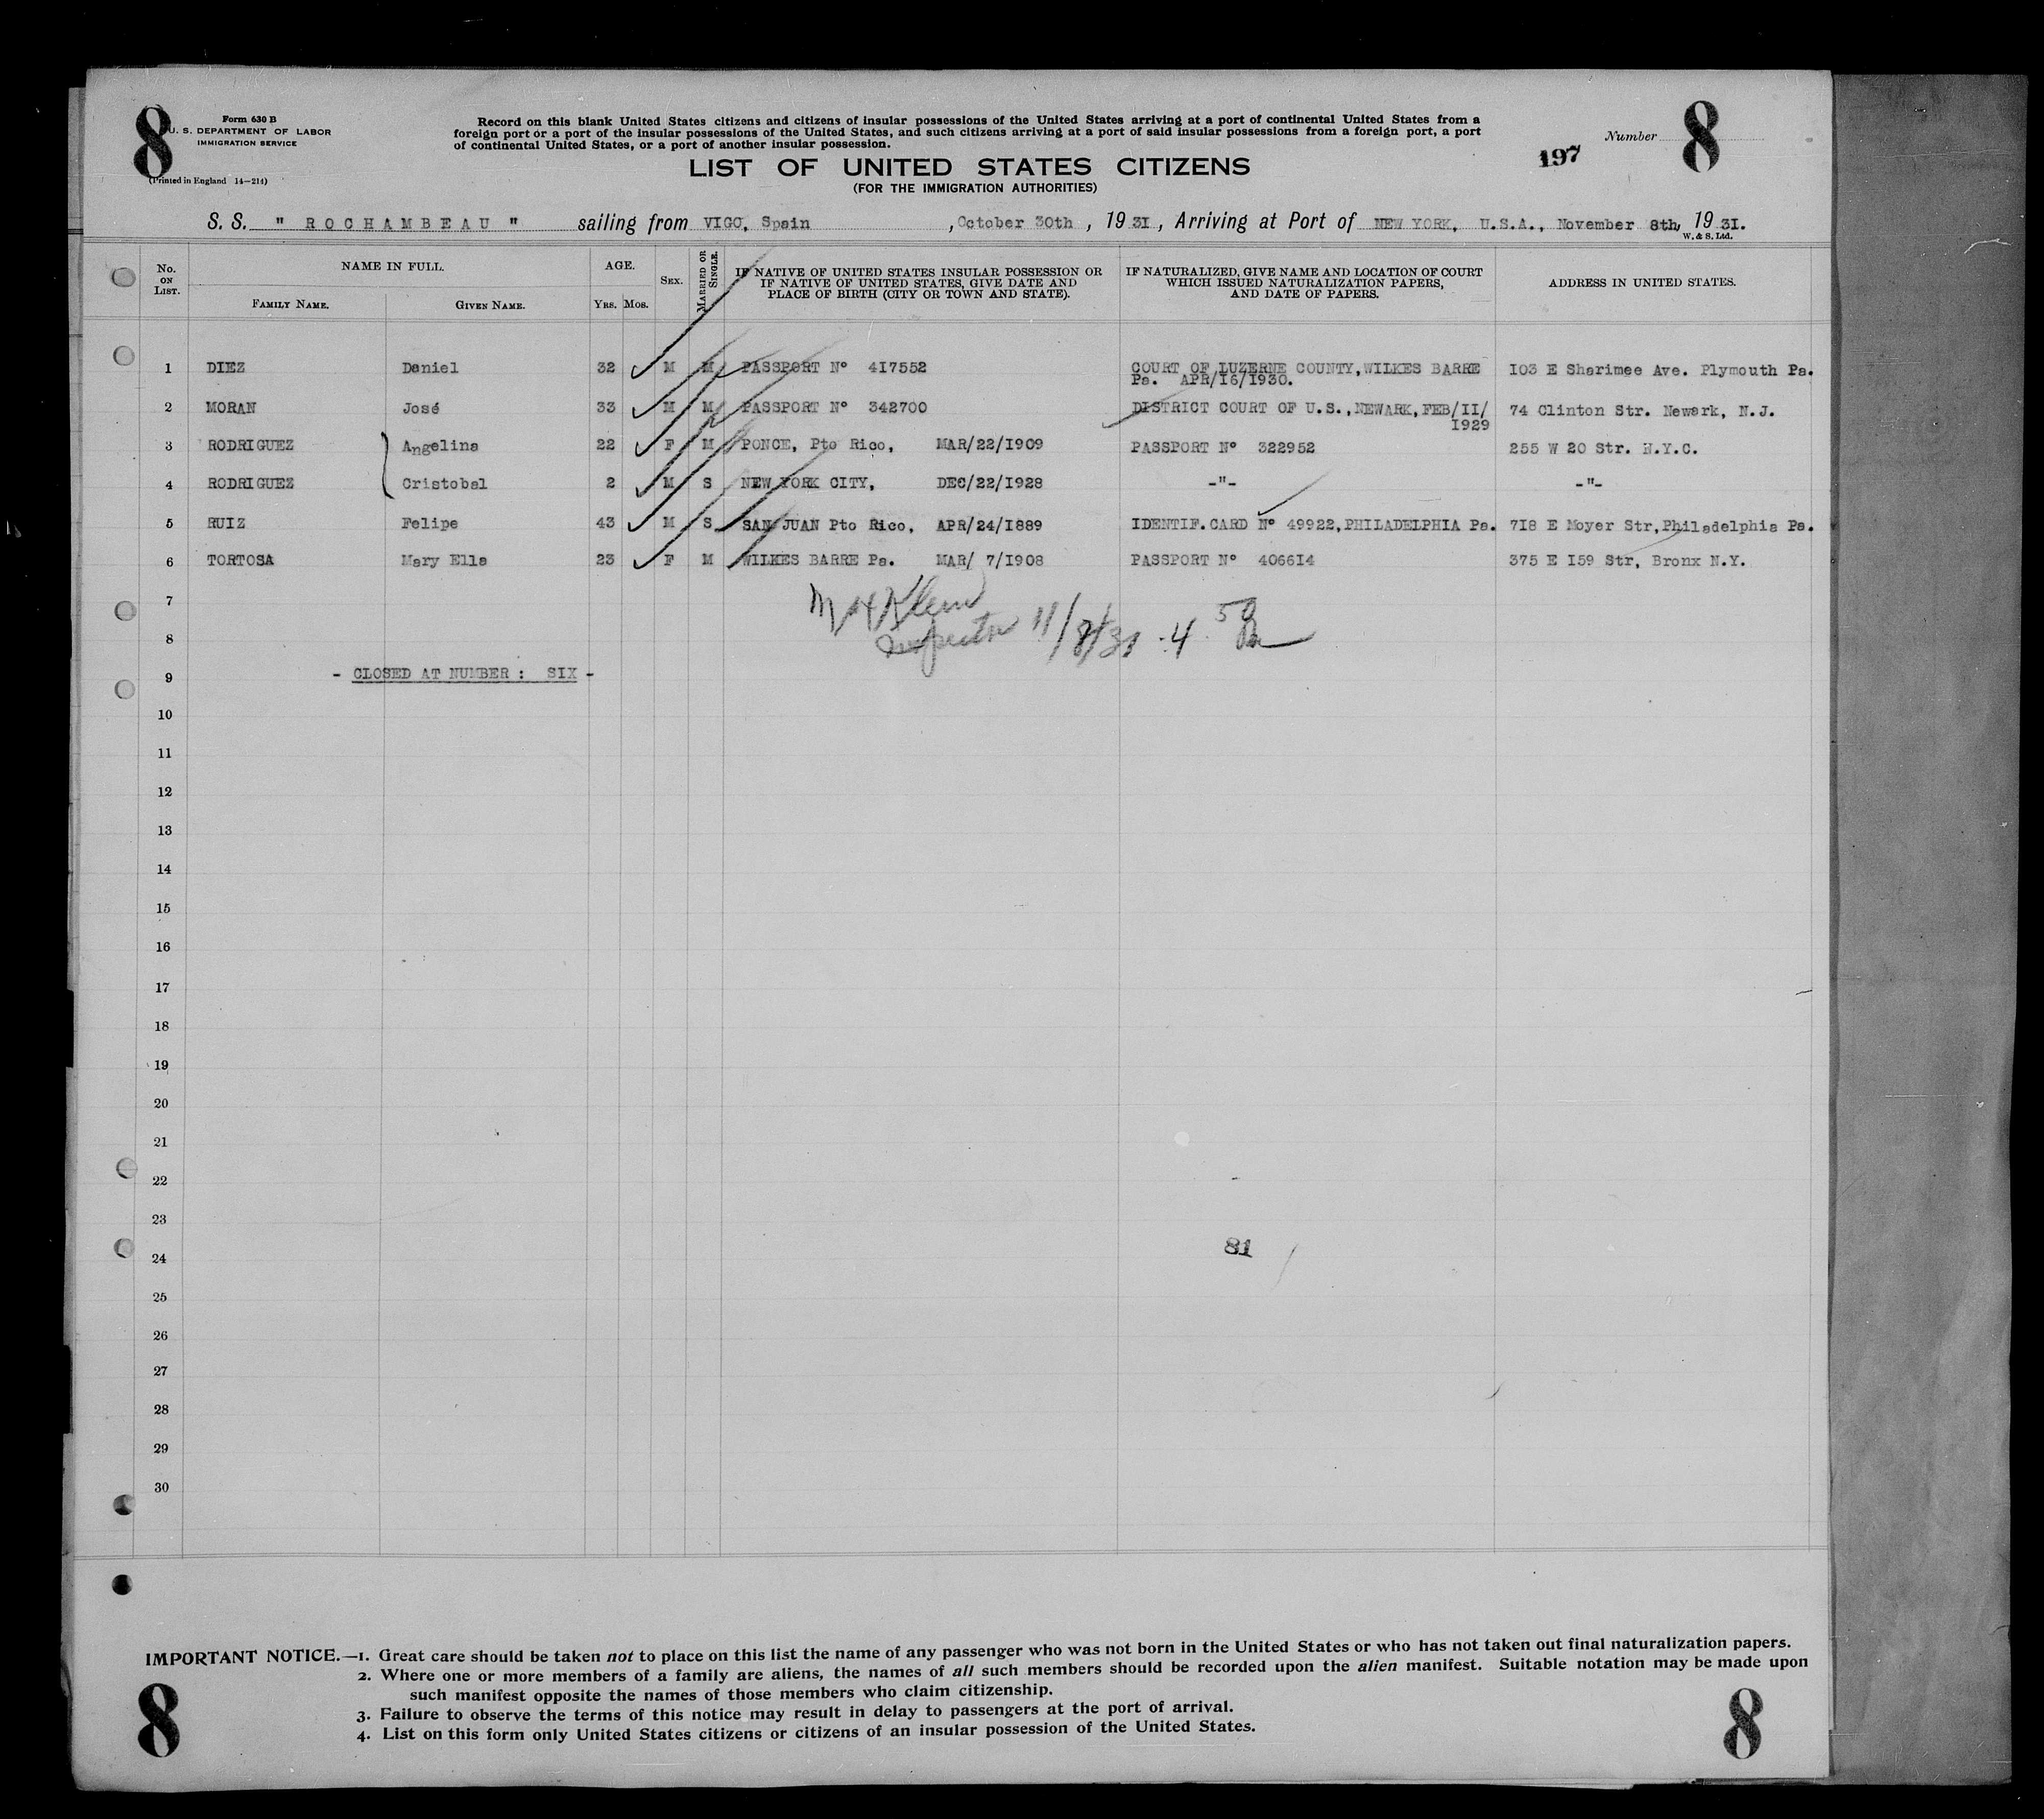 8
Form 630 B
U. S. DEPARTMENT OF LABOR
IMMIGRATION SERVICE
(Printed in England 14—214)
Record on this blank United States citizens and citizens of insular possessions of the United States arriving at a port of continental United States from a
foreign port or a port of the insular possessions of the United States, and such citizens arriving at a port of said insular possessions from a foreign port, a port
of continental United States, or a port of another insular possession.
197
Number 8
LIST OF UNITED STATES CITIZENS
(FOR THE IMMIGRATION AUTHORITIES)
S. S. " ROCHAMBEAU " sailing from VIGO, Spain , October 30th , 19 31 , Arriving at Port of NEW YORK, U.S.A., November 8th, 19 31.
W. & S. Ltd.
No. ON LIST. NAME IN FULL. AGE. SEX. MARRIED OR SINGLE. IF NATIVE OF UNITED STATES INSULAR POSSESSION OR IF NATIVE OF UNITED STATES, GIVE DATE AND PLACE OF BIRTH (CITY OR TOWN AND STATE). IF NATURALIZED, GIVE NAME AND LOCATION OF COURT WHICH ISSUED NATURALIZATION PAPERS, AND DATE OF PAPERS. ADDRESS IN UNITED STATES.
FAMILY NAME. GIVEN NAME. YRS. MOS.
1 DIEZ Daniel 32 M M PASSPORT Nº 417552 COURT OF LUZERNE COUNTY, WILKES BARRE 103 E Sharimee Ave. Plymouth Pa.
Pa. APR/16/1930.
2 MORAN José 33 M M PASSPORT Nº 342700 DISTRICT COURT OF U.S., NEWARK, FEB/11/ 74 Clinton Str. Newark, N.J.
1929
3 RODRIGUEZ Angelina 22 F M PONCE, Pto Rico, MAR/22/1909 PASSPORT Nº 322952 255 W 20 Str. N.Y.C.
4 RODRIGUEZ Cristobal 2 M S NEW YORK CITY, DEC/22/1928 -"- -"-
5 RUIZ Felipe 43 M S SAN JUAN Pto Rico, APR/24/1889 IDENTIF. CARD Nº 49922, PHILADELPHIA Pa. 718 E Moyer Str, Philadelphia Pa.
6 TORTOSA Mary Ella 23 F M WILKES BARRE Pa. MAR/ 7/1908 PASSPORT Nº 406614 375 E 159 Str, Bronx N.Y.
7
M H Klein
8
Inspector 11/8/31 4 50
9 - CLOSED AT NUMBER : SIX -
10
11
12
13
14
15
16
17
18
19
20
21
22
23
81
24
25
26
27
28
29
30
IMPORTANT NOTICE.—1. Great care should be taken not to place on this list the name of any passenger who was not born in the United States or who has not taken out final naturalization papers.
2. Where one or more members of a family are aliens, the names of all such members should be recorded upon the alien manifest. Suitable notation may be made upon
such manifest opposite the names of those members who claim citizenship.
3. Failure to observe the terms of this notice may result in delay to passengers at the port of arrival.
4. List on this form only United States citizens or citizens of an insular possession of the United States.
8
8